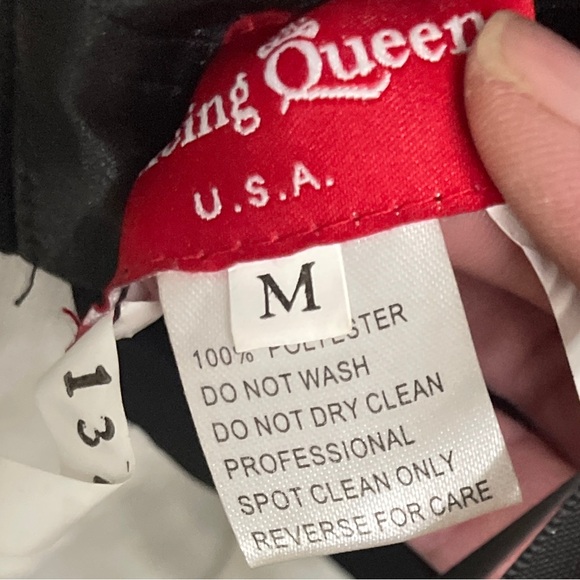 Queen
U.S.A.
M
100% POLYESTER
DO NOT WASH
DO NOT DRY CLEAN
PROFESSIONAL
SPOT CLEAN ONLY
REVERSE FOR CARE
13